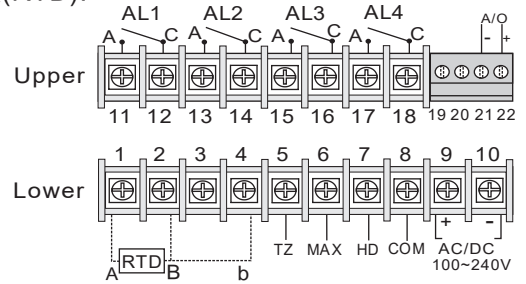 AL1 AL2 AL3 AL4 A/O
A C A C A C A C - +
Upper
11 12 13 14 15 16 17 18 19 20 21 22
1 2 3 4 5 6 7 8 9 10
Lower
+ -
A RTD B b TZ MAX HD COM AC/DC
100~240V